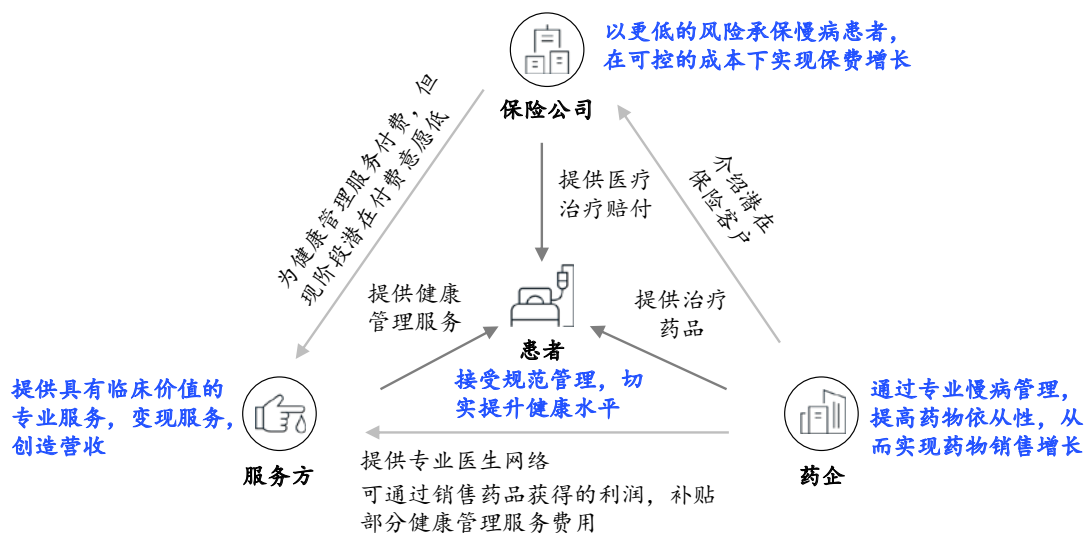 以更低的风险承保慢病患者，
在可控的成本下实现保费增长
保险公司
为健康管理服务付费，但
现阶段潜在付费意愿低
提供医疗
治疗赔付
介绍潜在
保险客户
提供健康
管理服务
提供治疗
药品
患者
接受规范管理，切
实提升健康水平
提供具有临床价值的
专业服务，变现服务，
创造营收
服务方
通过专业慢病管理，
提高药物依从性，从
而实现药物销售增长
药企
提供专业医生网络
可通过销售药品获得的利润，补贴
部分健康管理服务费用